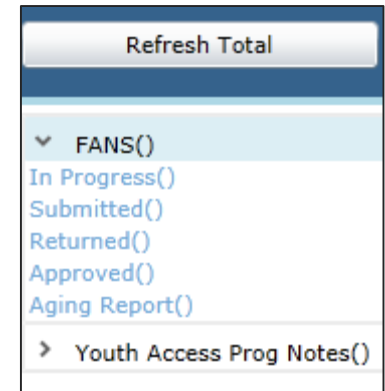 Refresh Total
FANS()
In Progress()
Submitted()
Returned()
Approved()
Aging Report()
Youth Access Prog Notes()